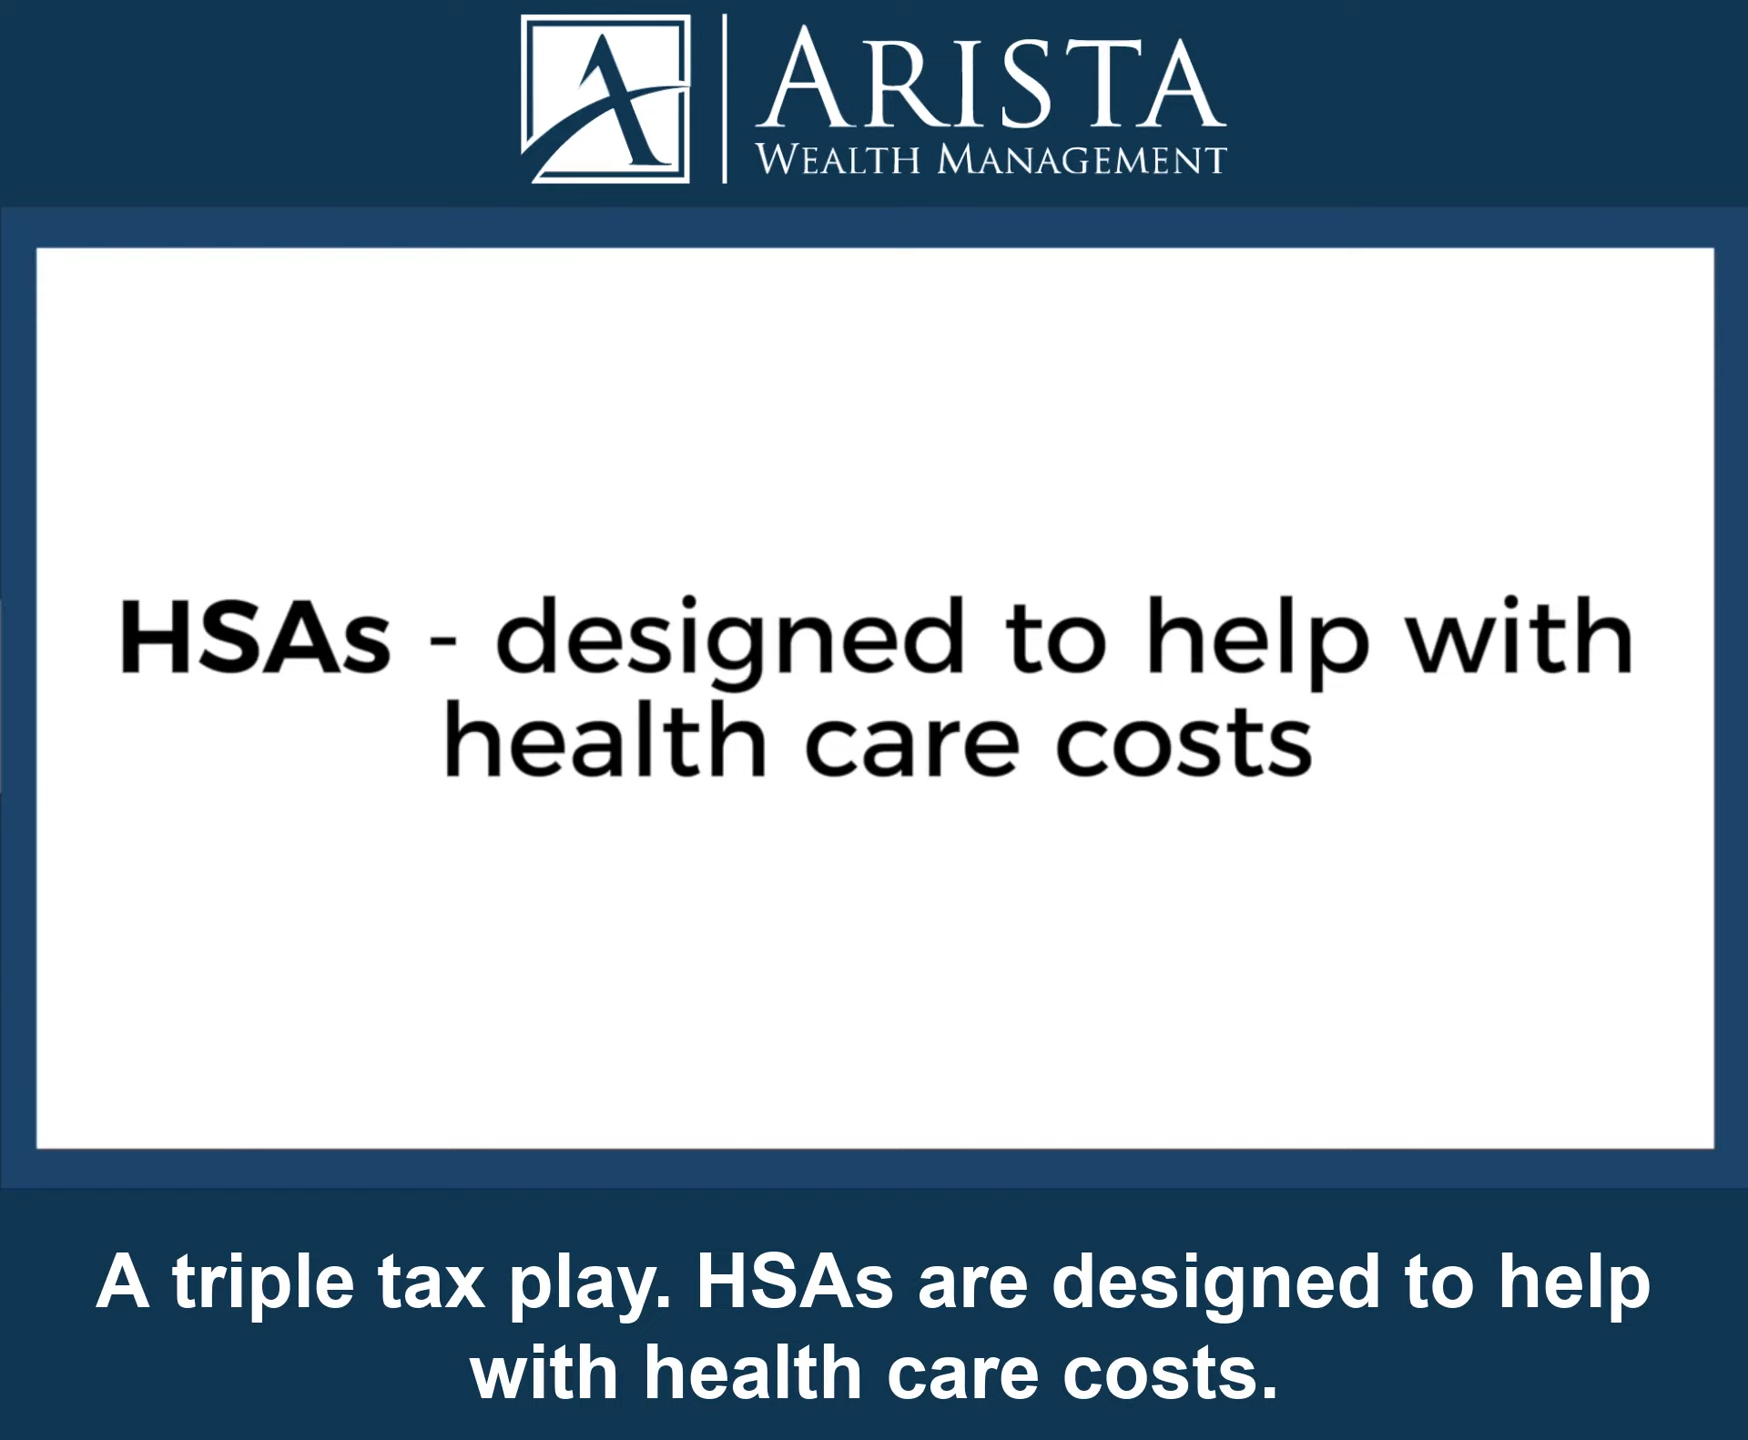 ARISTA
WEALTH MANAGEMENT
HSAs - designed to help with
health care costs
A triple tax play. HSAs are designed to help
with health care costs.